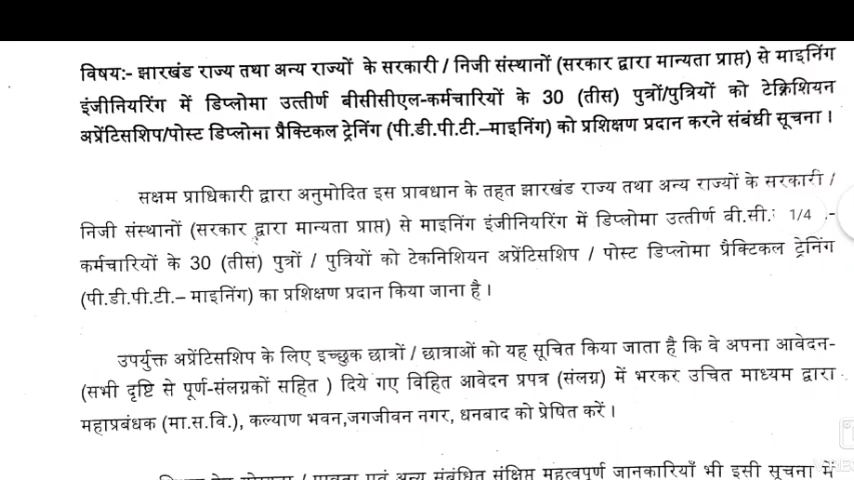 विषय:- झारखंड राज्य तथा अन्य राज्यों के सरकारी / निजी संस्थानों (सरकार द्वारा मान्यता प्राप्त) से माइनिंग
इंजीनियरिंग में डिप्लोमा उत्तीर्ण बीसीसीएल-कर्मचारियों के 30 (तीस) पुत्रों/पुत्रियों को टेक्निशियन
अप्रेंटिसशिप/पोस्ट डिप्लोमा प्रैक्टिकल ट्रेनिंग (पी.डी.पी.टी.–माइनिंग) को प्रशिक्षण प्रदान करने संबंधी सूचना ।
सक्षम प्राधिकारी द्वारा अनुमोदित इस प्रावधान के तहत झारखंड राज्य तथा अन्य राज्यों के सरकारी /
निजी संस्थानों (सरकार द्वारा मान्यता प्राप्त) से माइनिंग इंजीनियरिंग में डिप्लोमा उत्तीर्ण बी.सी. 1/4 -
कर्मचारियों के 30 (तीस) पुत्रों / पुत्रियों को टेकनिशियन अप्रेंटिसशिप / पोस्ट डिप्लोमा प्रैक्टिकल ट्रेनिंग
(पी.डी.पी.टी.– माइनिंग) का प्रशिक्षण प्रदान किया जाना है ।
उपर्युक्त अप्रेंटिसशिप के लिए इच्छुक छात्रों / छात्राओं को यह सूचित किया जाता है कि वे अपना आवेदन-
(सभी दृष्टि से पूर्ण-संलग्नकों सहित ) दिये गए विहित आवेदन प्रपत्र (संलग्न) में भरकर उचित माध्यम द्वारा
महाप्रबंधक (मा.स.वि.), कल्याण भवन,जगजीवन नगर, धनबाद को प्रेषित करें ।
योग्यता / पात्रता एवं अन्य संबंधित संक्षिप्त महत्वपूर्ण जानकारियाँ भी इसी सूचना में